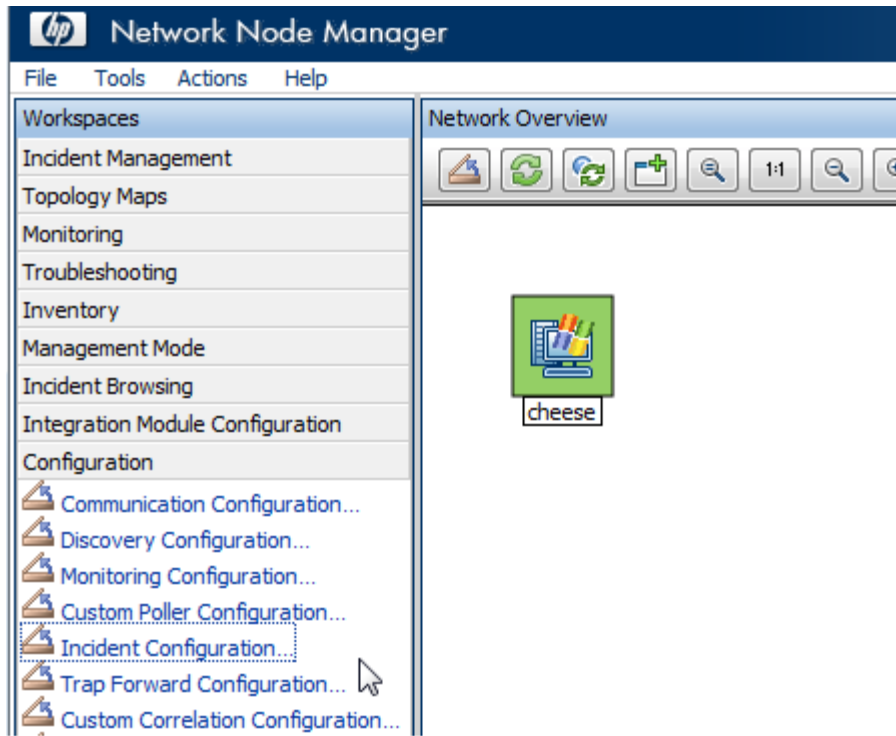 hp Network Node Manager
File Tools Actions Help
Workspaces
Incident Management
Topology Maps
Monitoring
Troubleshooting
Inventory
Management Mode
Incident Browsing
Integration Module Configuration
Configuration
Communication Configuration...
Discovery Configuration...
Monitoring Configuration...
Custom Poller Configuration...
Incident Configuration...
Trap Forward Configuration...
Custom Correlation Configuration...
Network Overview
1:1
cheese